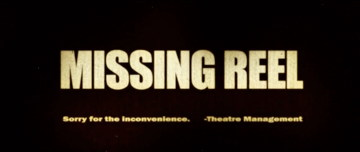 MISSING REEL
Sorry for the inconvenience. -Theatre Management